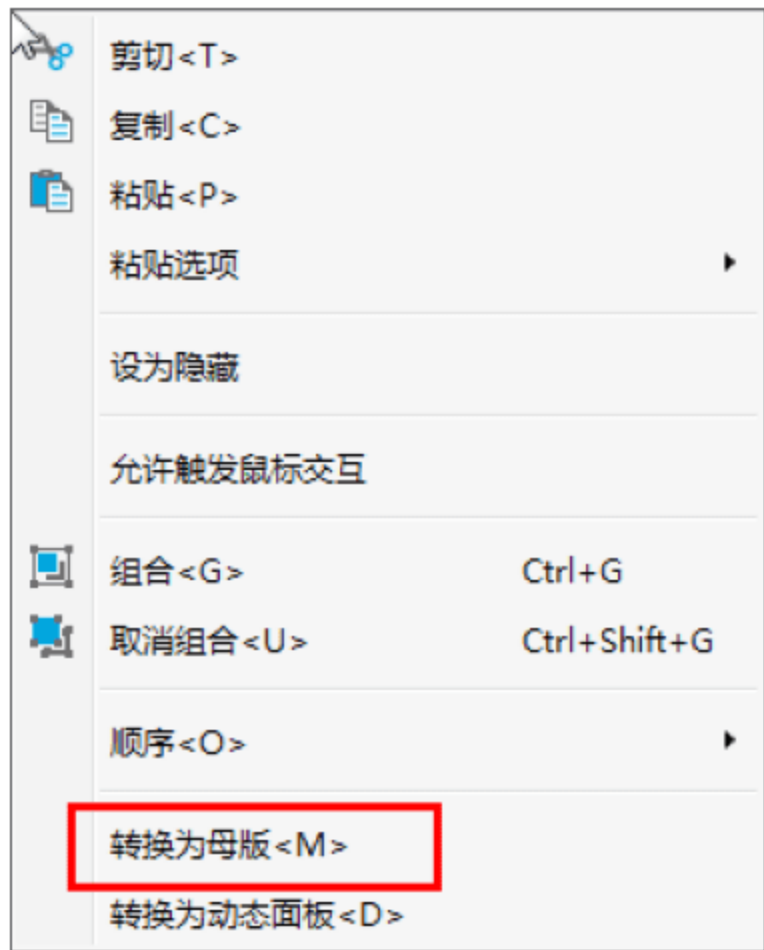 剪切<T>
复制<C>
粘贴<P>
粘贴选项
设为隐藏
允许触发鼠标交互
组合<G> Ctrl+G
取消组合<U> Ctrl+Shift+G
顺序<O>
转换为母版<M>
转换为动态面板<D>